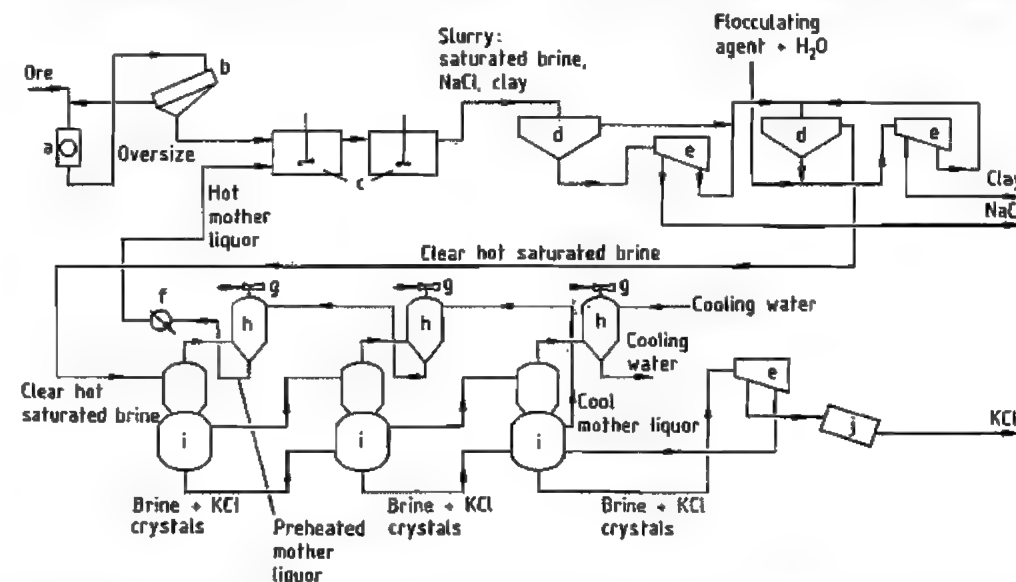 Flocculating
agent + H₂O
Slurry:
saturated brine,
NaCl, clay
Ore
b
a
Oversize
c
d
e
d
e
Clay
NaCl
Hot
mother
liquor
Clear hot saturated brine
f
g
g
g
h
h
h
Cooling water
Cooling
water
Clear hot
saturated brine
i
i
i
Cool
mother liquor
e
j
KCl
Brine + KCl
crystals
Preheated
mother
liquor
Brine + KCl
crystals
Brine + KCl
crystals